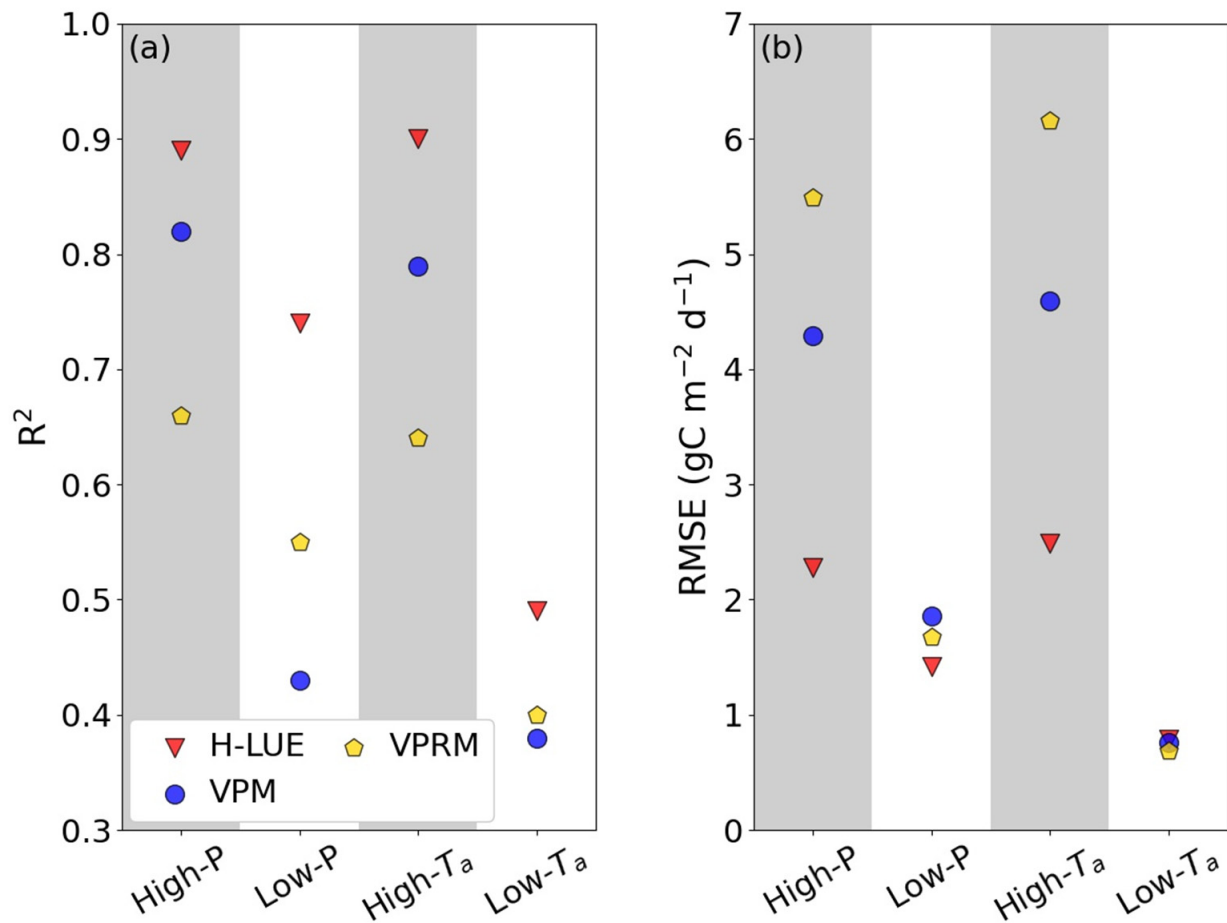 (a)
1.0
0.9
0.8
0.7
0.6
0.5
0.4
0.3
R²
H-LUE
VPM
VPRM
High-P
Low-P
High-Tₐ
Low-Tₐ
(b)
7
6
5
4
3
2
1
0
RMSE (gC m⁻² d⁻¹)
High-P
Low-P
High-Tₐ
Low-Tₐ